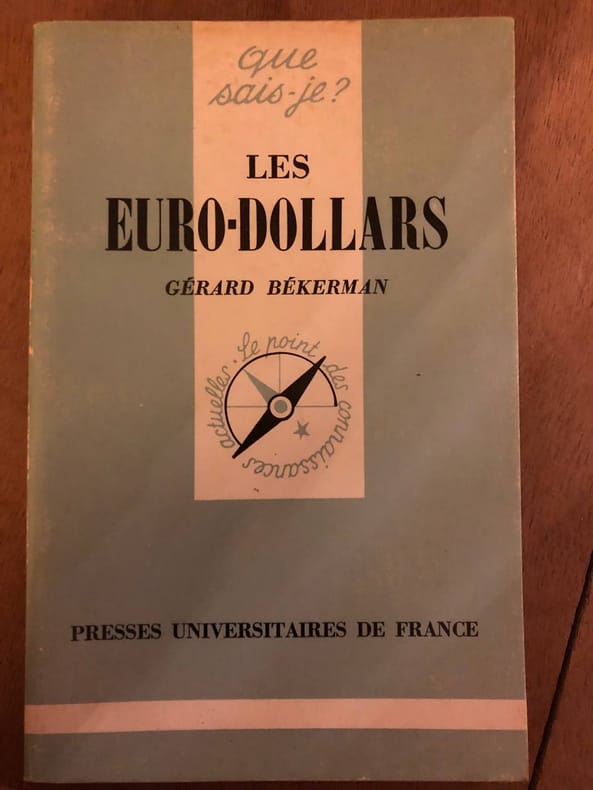 que
sais-je?
LES
EURO-DOLLARS
GÉRARD BÉKERMAN
Le point des connaissances actuelles •
PRESSES UNIVERSITAIRES DE FRANCE